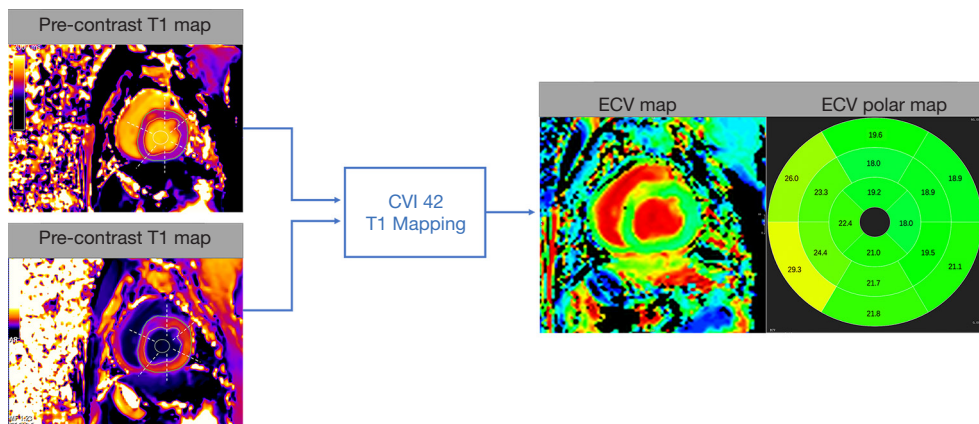 Pre-contrast T1 map
Pre-contrast T1 map
CVI 42
T1 Mapping
ECV map
ECV polar map
19.6
26.0
18.0
18.9
23.3
19.2
18.9
22.4
18.0
24.4
21.0
19.5
29.3
21.7
21.1
21.8